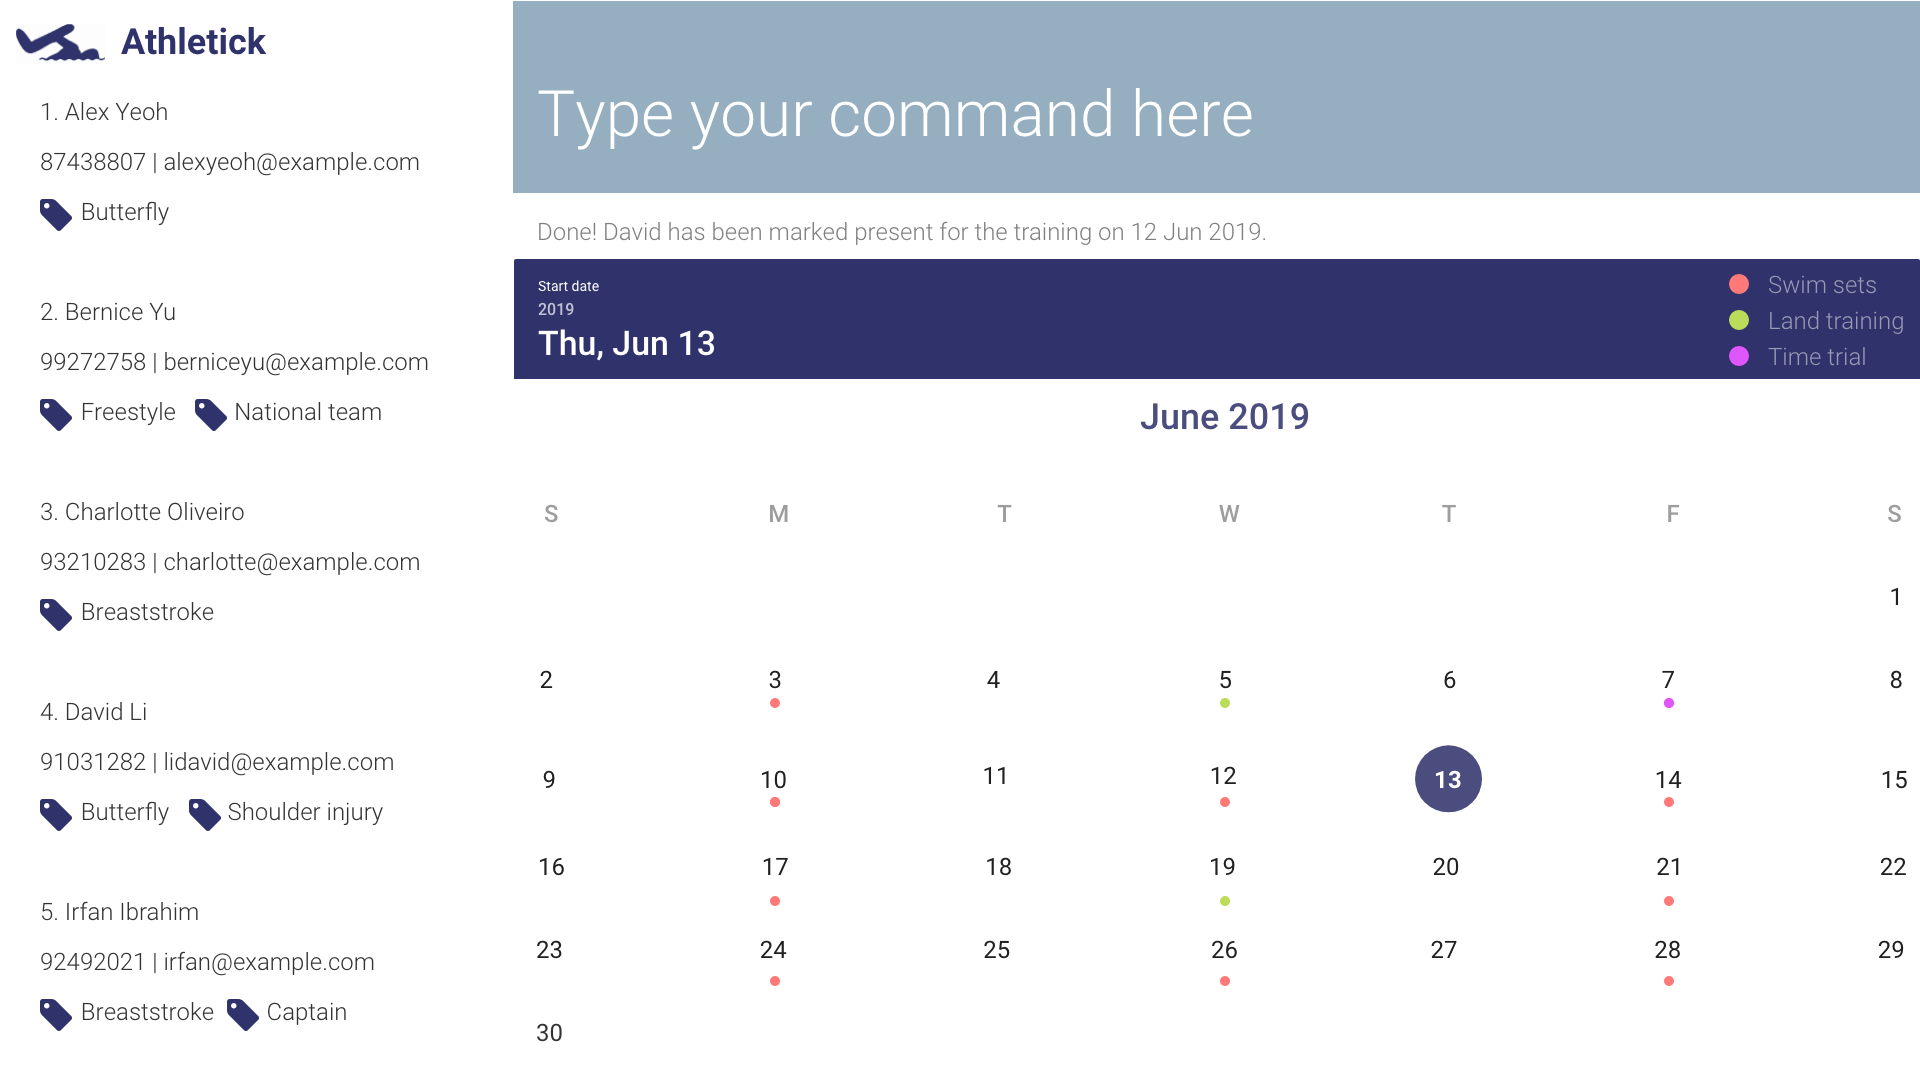 Athletick
1. Alex Yeoh
87438807 | alexyeoh@example.com
Butterfly
2. Bernice Yu
99272758 | berniceyu@example.com
Freestyle National team
3. Charlotte Oliveiro
93210283 | charlotte@example.com
Breaststroke
4. David Li
91031282 | lidavid@example.com
Butterfly Shoulder injury
5. Irfan Ibrahim
92492021 | irfan@example.com
Breaststroke Captain
Type your command here
Done! David has been marked present for the training on 12 Jun 2019.
Start date
2019
Thu, Jun 13
Swim sets
Land training
Time trial
June 2019
S M T W T F S
1
2 3 4 5 6 7 8
9 10 11 12 13 14 15
16 17 18 19 20 21 22
23 24 25 26 27 28 29
30